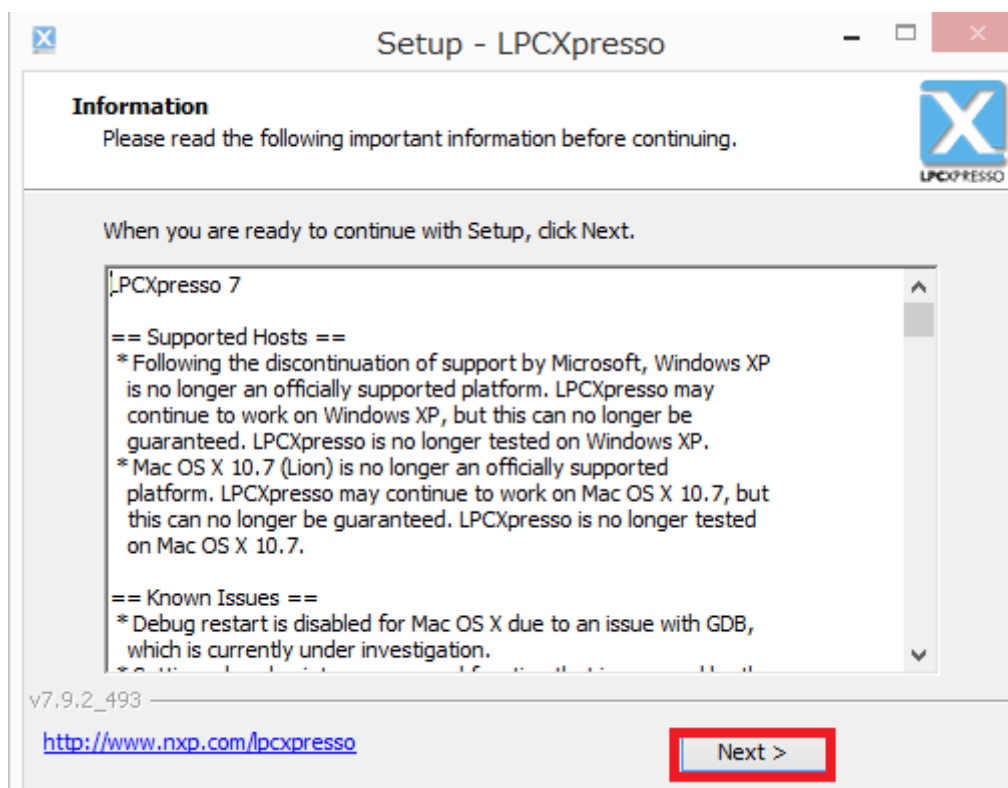 Setup - LPCXpresso
Information
Please read the following important information before continuing.
LPCXPRESSO
When you are ready to continue with Setup, click Next.
LPCXpresso 7
== Supported Hosts ==
* Following the discontinuation of support by Microsoft, Windows XP
is no longer an officially supported platform. LPCXpresso may
continue to work on Windows XP, but this can no longer be
guaranteed. LPCXpresso is no longer tested on Windows XP.
* Mac OS X 10.7 (Lion) is no longer an officially supported
platform. LPCXpresso may continue to work on Mac OS X 10.7, but
this can no longer be guaranteed. LPCXpresso is no longer tested
on Mac OS X 10.7.
== Known Issues ==
* Debug restart is disabled for Mac OS X due to an issue with GDB,
which is currently under investigation.
v7.9.2_493
http://www.nxp.com/lpcxpresso
Next >